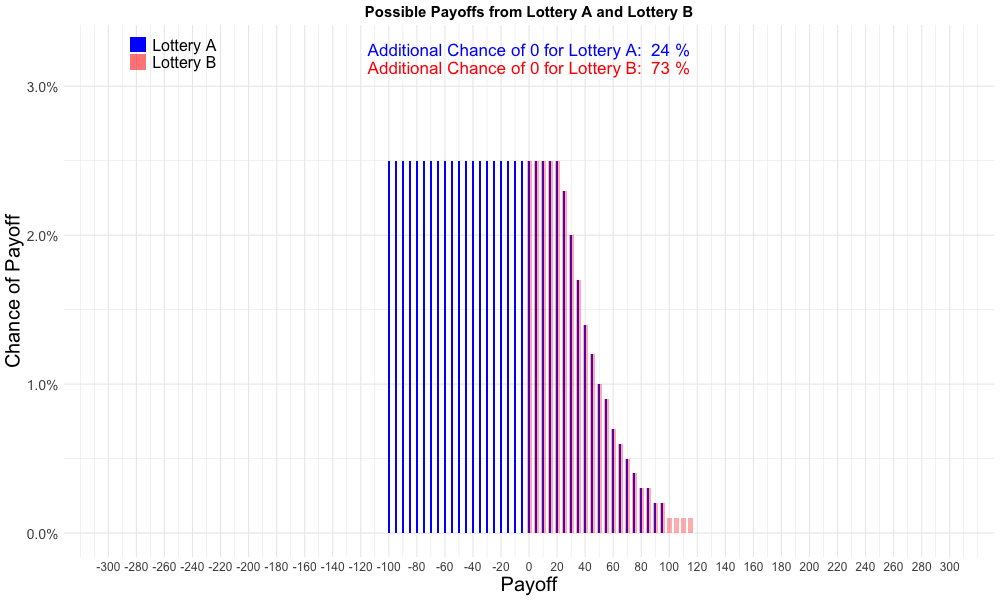 Possible Payoffs from Lottery A and Lottery B
Lottery A
Lottery B
Additional Chance of 0 for Lottery A: 24 %
Additional Chance of 0 for Lottery B: 73 %
Chance of Payoff
3.0%
2.0%
1.0%
0.0%
-300 -280 -260 -240 -220 -200 -180 -160 -140 -120 -100 -80 -60 -40 -20 0 20 40 60 80 100 120 140 160 180 200 220 240 260 280 300
Payoff